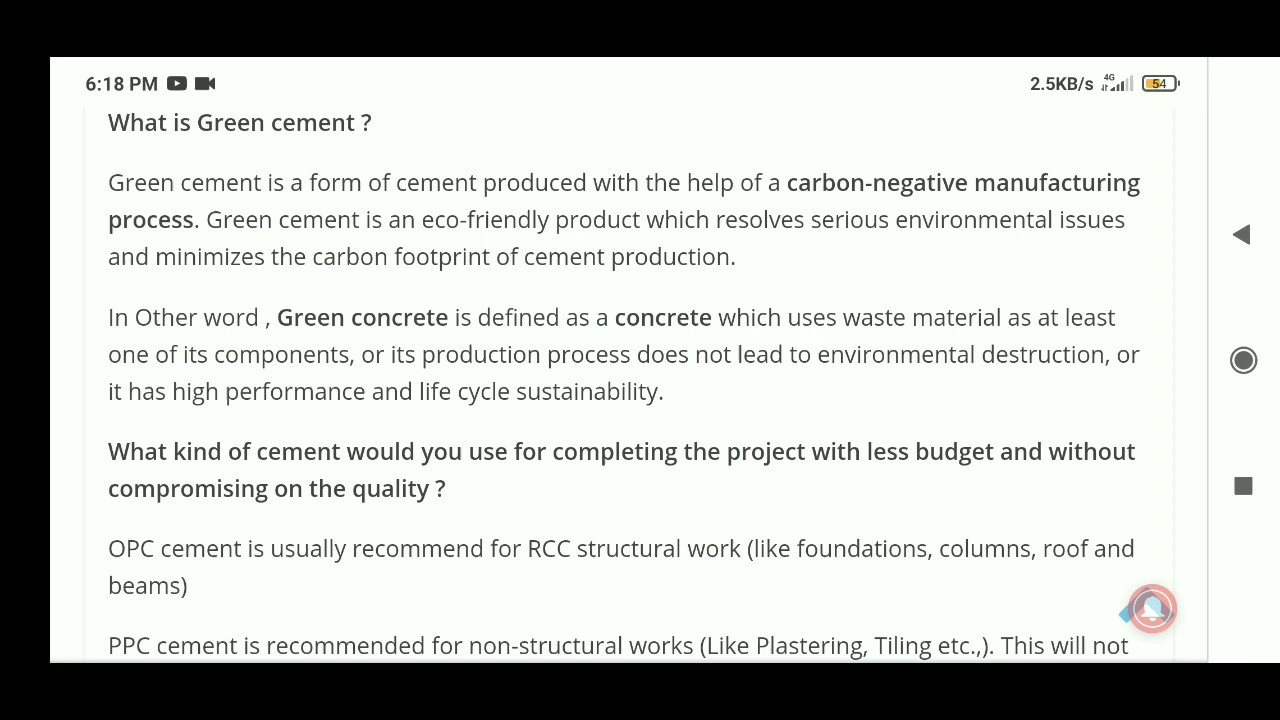 6:18 PM
2.5KB/s 4G 54
What is Green cement ?
Green cement is a form of cement produced with the help of a carbon-negative manufacturing
process. Green cement is an eco-friendly product which resolves serious environmental issues
and minimizes the carbon footprint of cement production.
In Other word , Green concrete is defined as a concrete which uses waste material as at least
one of its components, or its production process does not lead to environmental destruction, or
it has high performance and life cycle sustainability.
What kind of cement would you use for completing the project with less budget and without
compromising on the quality ?
OPC cement is usually recommend for RCC structural work (like foundations, columns, roof and
beams)
PPC cement is recommended for non-structural works (Like Plastering, Tiling etc.,). This will not